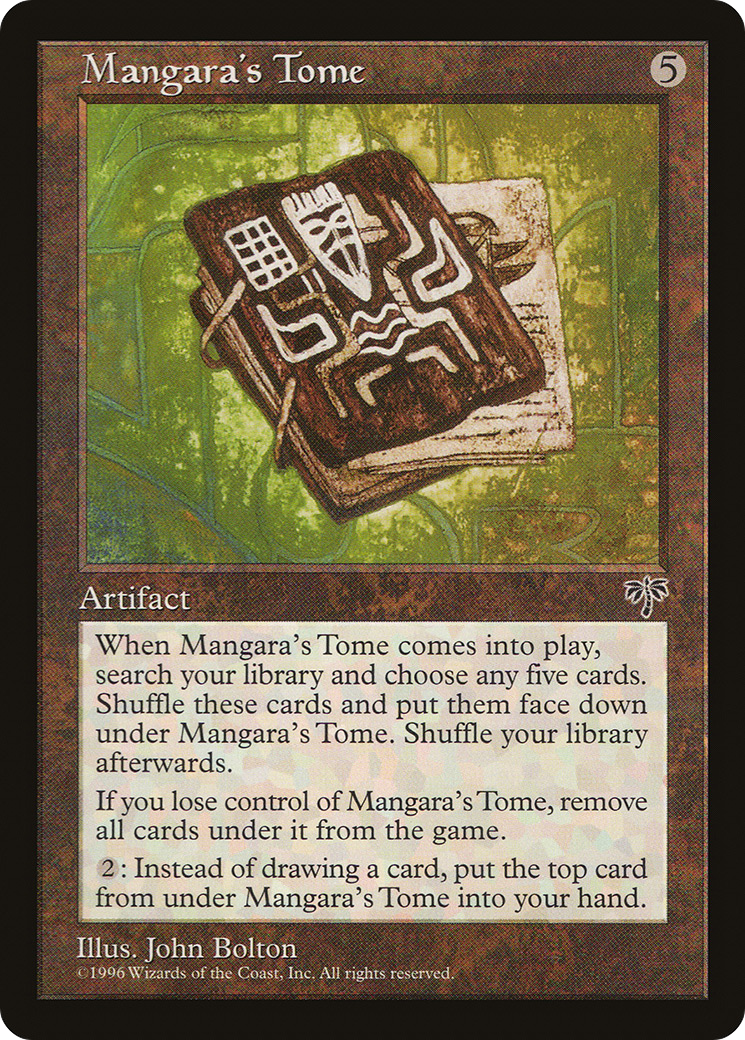 Mangara's Tome
5
Artifact
When Mangara's Tome comes into play,
search your library and choose any five cards.
Shuffle these cards and put them face down
under Mangara's Tome. Shuffle your library
afterwards.
If you lose control of Mangara's Tome, remove
all cards under it from the game.
2: Instead of drawing a card, put the top card
from under Mangara's Tome into your hand.
Illus. John Bolton
©1996 Wizards of the Coast, Inc. All rights reserved.